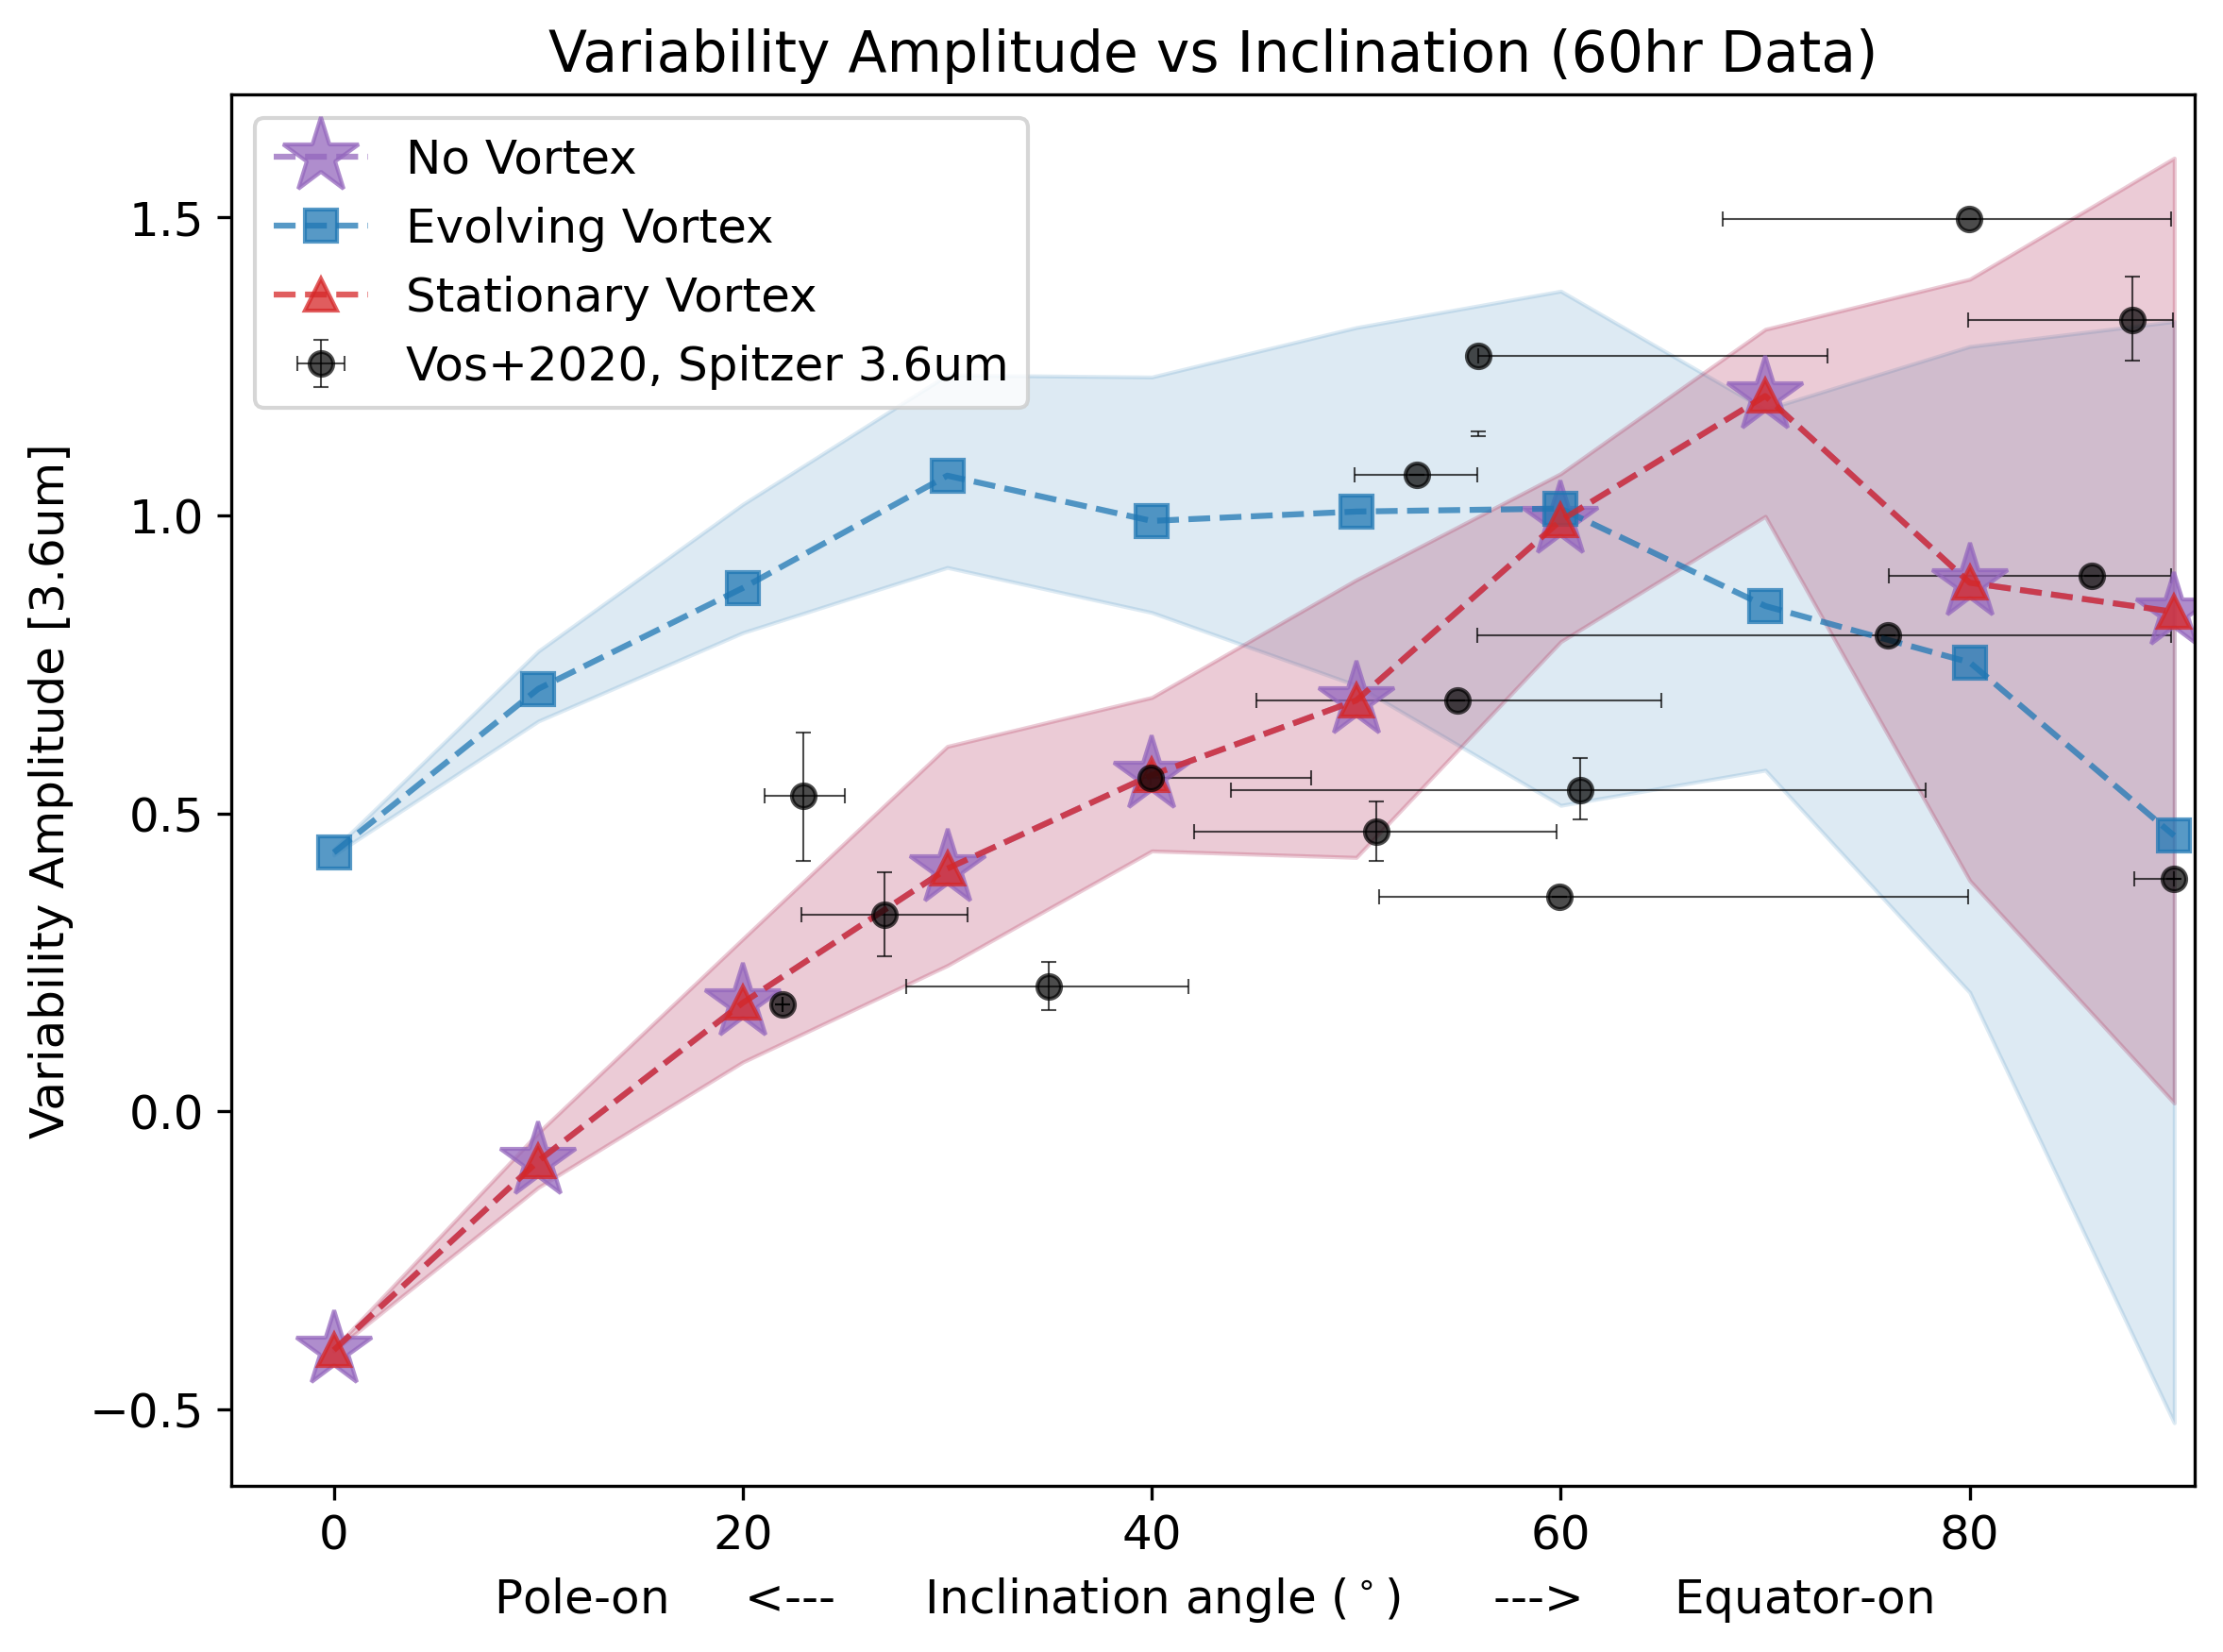 Variability Amplitude vs Inclination (60hr Data)
No Vortex
Evolving Vortex
Stationary Vortex
Vos+2020, Spitzer 3.6um
Variability Amplitude [3.6um]
1.5
1.0
0.5
0.0
−0.5
0 20 40 60 80
Pole-on <--- Inclination angle (°) ---> Equator-on